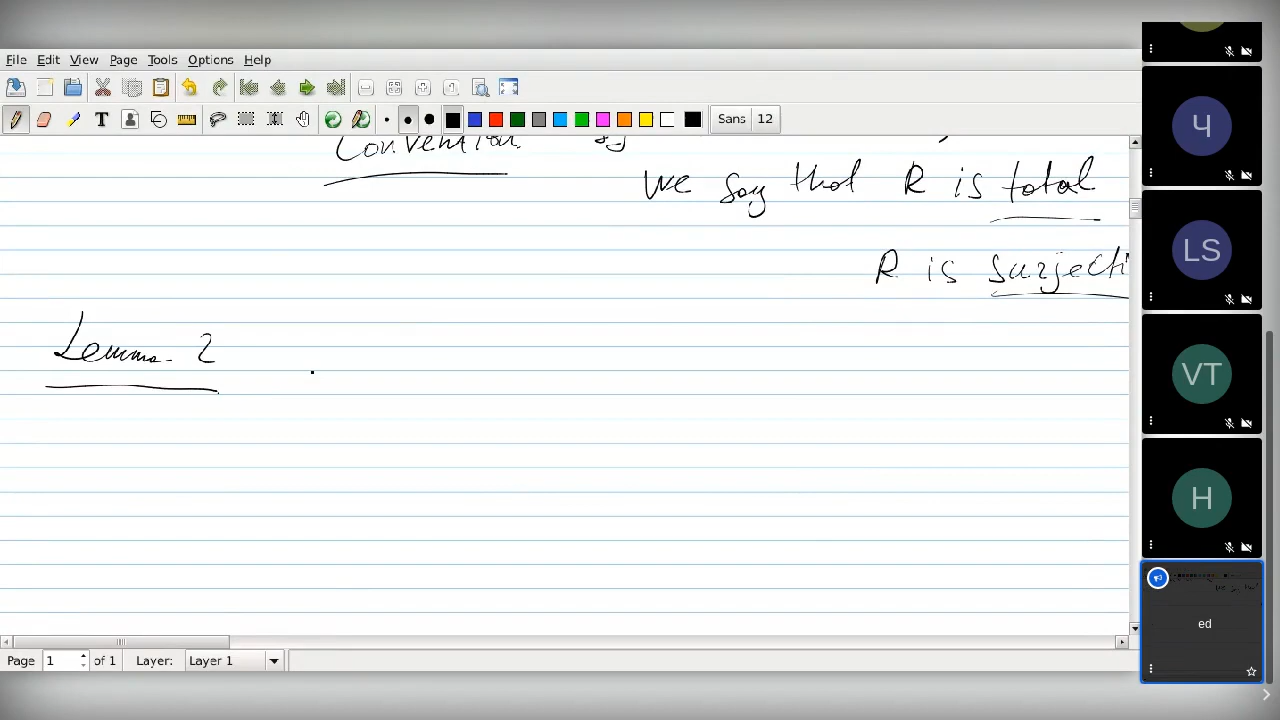 File Edit View Page Tools Options Help
Sans 12
Convention
we say that R is total
R is surjecti
Lemma 2
Ч
LS
VT
H
ed
Page 1 of 1 Layer: Layer 1